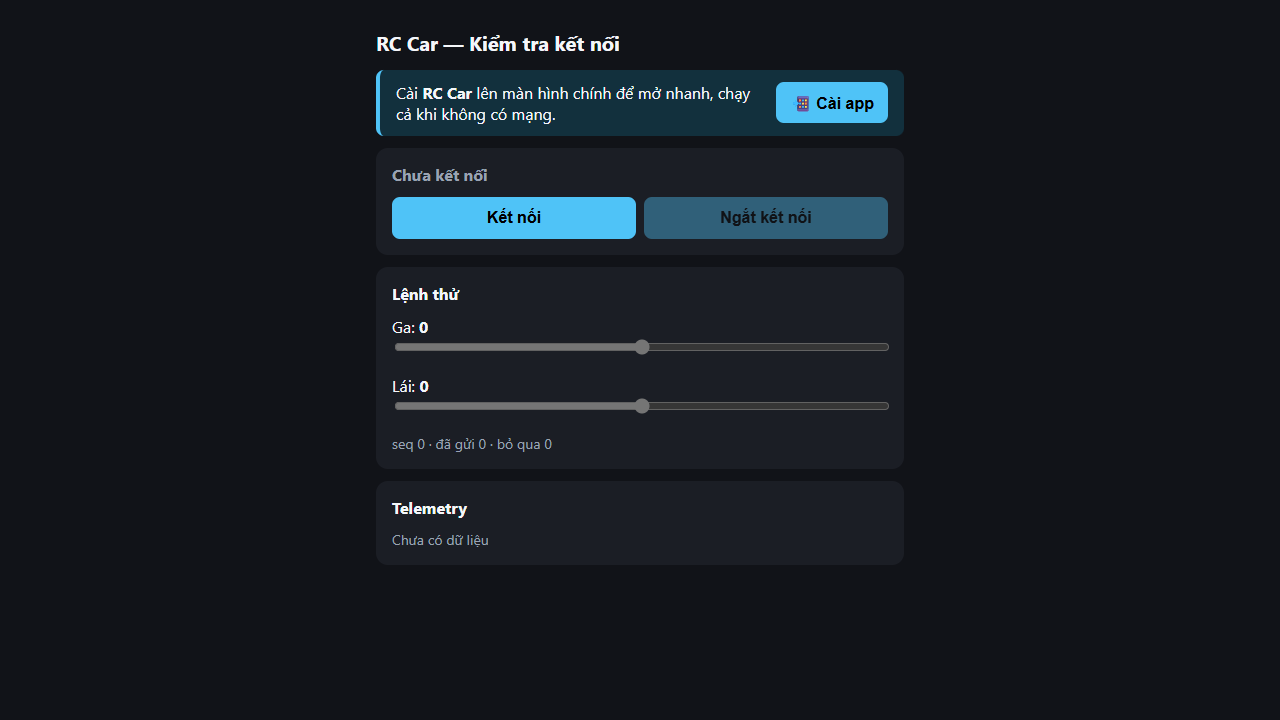 RC Car — Kiểm tra kết nối
Cài RC Car lên màn hình chính để mở nhanh, chạy
cả khi không có mạng.
Cài app
Chưa kết nối
Kết nối
Ngắt kết nối
Lệnh thử
Ga: 0
Lái: 0
seq 0 · đã gửi 0 · bỏ qua 0
Telemetry
Chưa có dữ liệu